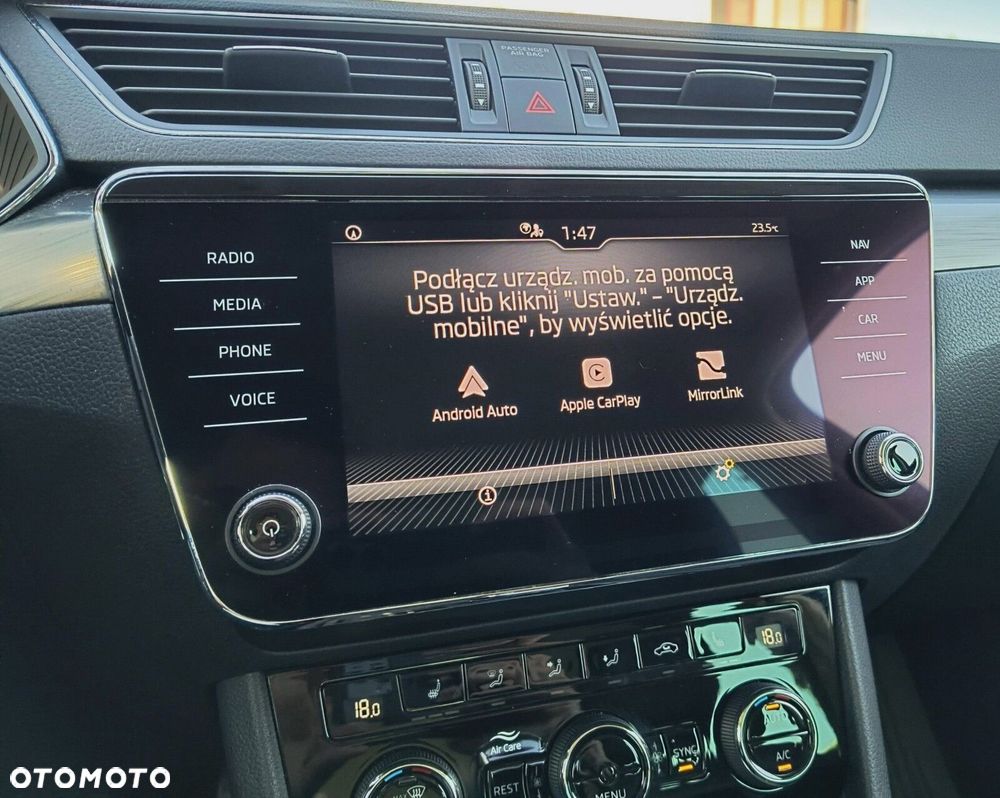 PASSENGER
AIR BAG
1:47
23.5°C
RADIO
MEDIA
PHONE
VOICE
NAV
APP
CAR
MENU
Podłącz urządz. mob. za pomocą
USB lub kliknij "Ustaw." - "Urządz.
mobilne", by wyświetlić opcje.
Android Auto
Apple CarPlay
MirrorLink
18.0
18.0
Air Care
MAX
REST
MENU
SYNC
AUTO
A/C
OTOMOTO